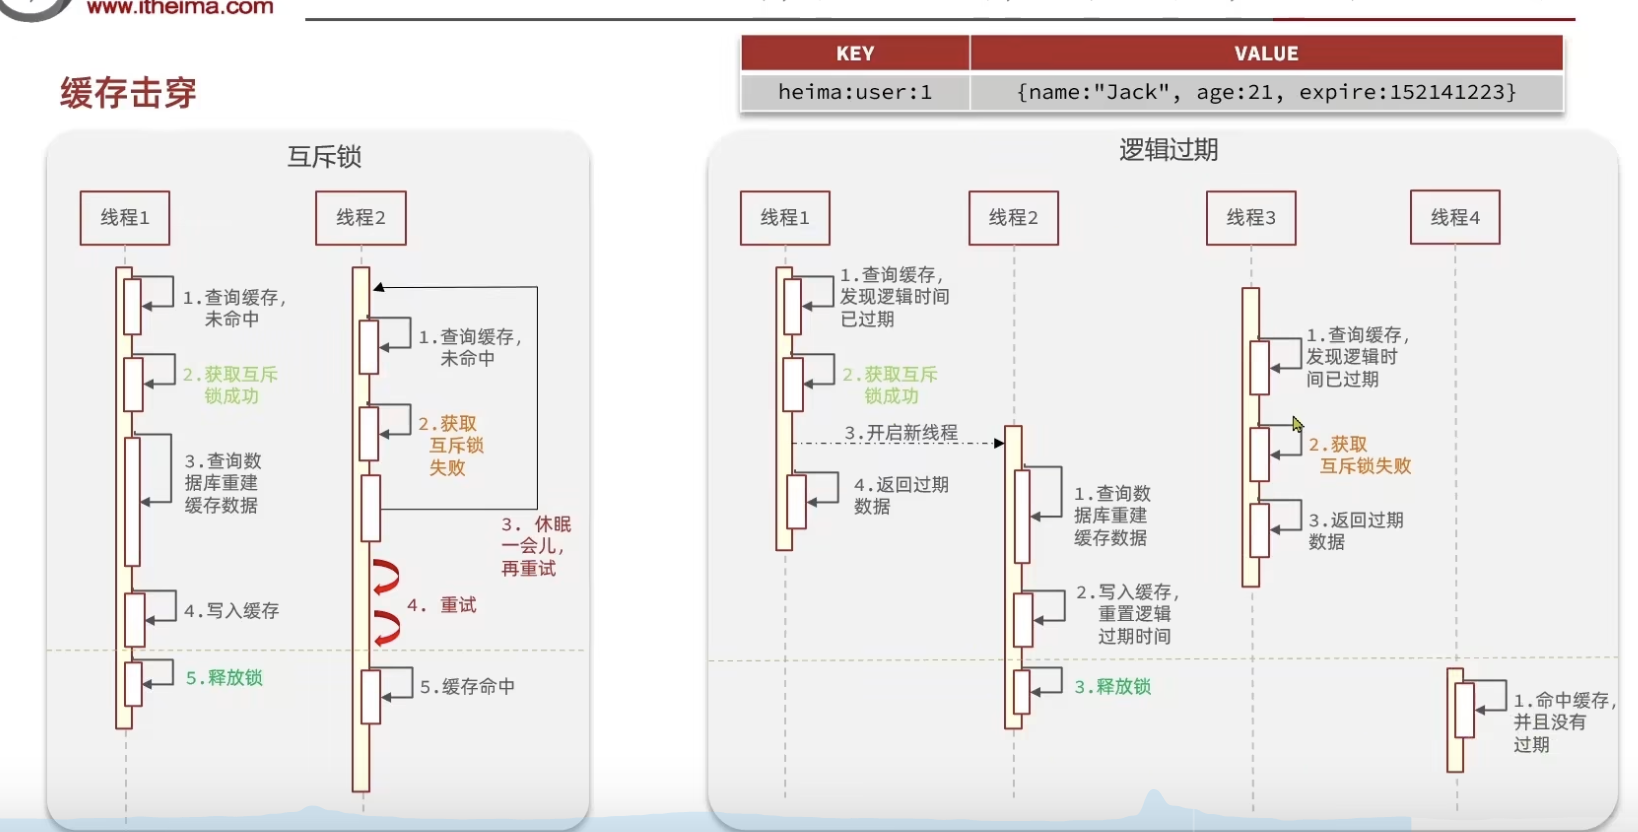 www.itheima.com
KEY
VALUE
heima:user:1
{name:"Jack", age:21, expire:152141223}
缓存击穿
互斥锁
线程1
线程2
1.查询缓存,
未命中
2.获取互斥
锁成功
3.查询数
据库重建
缓存数据
4.写入缓存
5.释放锁
1.查询缓存,
未命中
2.获取
互斥锁
失败
3. 休眠
一会儿,
再重试
4. 重试
5.缓存命中
逻辑过期
线程1
线程2
线程3
线程4
1.查询缓存,
发现逻辑时间
已过期
2.获取互斥
锁成功
3.开启新线程
4.返回过期
数据
1.查询数
据库重建
缓存数据
2.写入缓存,
重置逻辑
过期时间
3.释放锁
1.查询缓存,
发现逻辑时
间已过期
2.获取
互斥锁失败
3.返回过期
数据
1.命中缓存,
并且没有
过期